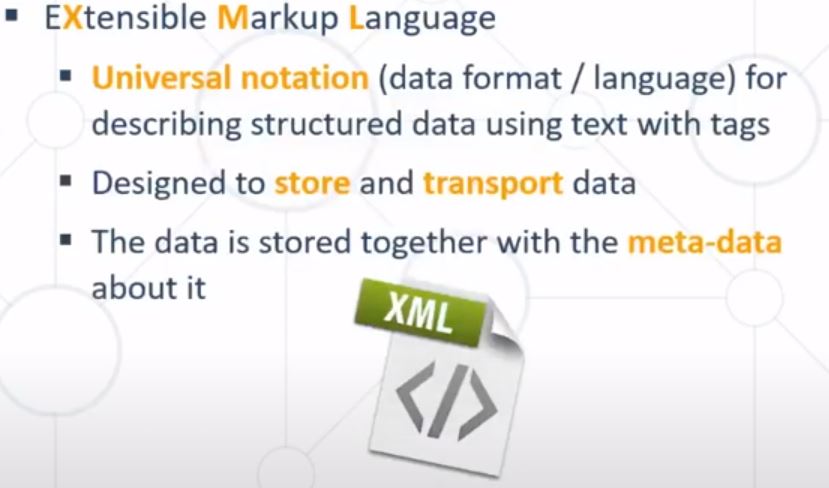 EXtensible Markup Language
Universal notation (data format / language) for
describing structured data using text with tags
Designed to store and transport data
The data is stored together with the meta-data
about it
XML
</>